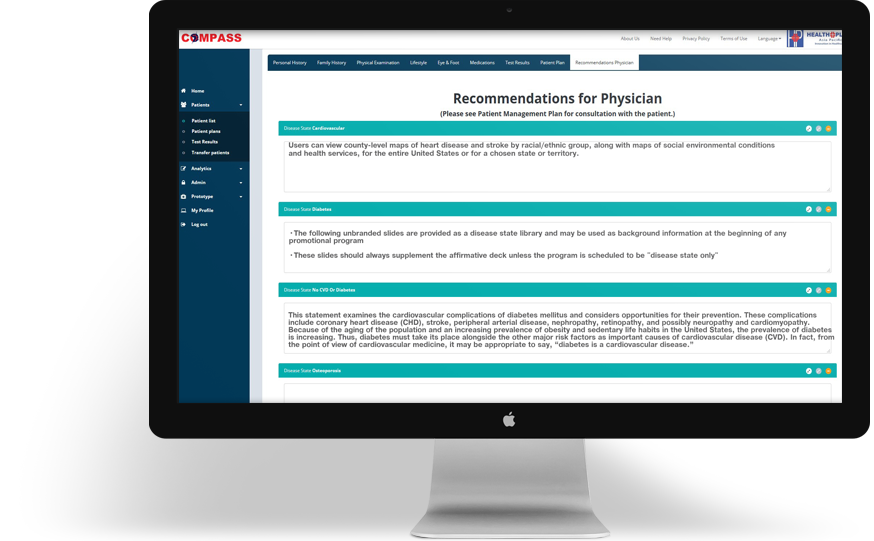 COMPASS
About Us Need Help Privacy Policy Terms of Use Language
Personal History Family History Physical Examination Lifestyle Eye & Foot Medications Test Results Patient Plan Recommendations Physician
Home
Patients
Patient list
Patient plans
Test Results
Transfer patients
Analytics
Admin
Prototype
My Profile
Log out
Recommendations for Physician
(Please see Patient Management Plan for consultation with the patient.)
Disease State Cardiovascular
Users can view county-level maps of heart disease and stroke by racial/ethnic group, along with maps of social environmental conditions
and health services, for the entire United States or for a chosen state or territory.
Disease State Diabetes
·The following unbranded slides are provided as a disease state library and may be used as background information at the beginning of any
promotional program
·These slides should always supplement the affirmative deck unless the program is scheduled to be "disease state only"
Disease State No CVD Or Diabetes
This statement examines the cardiovascular complications of diabetes mellitus and considers opportunities for their prevention. These complications
include coronary heart disease (CHD), stroke, peripheral arterial disease, nephropathy, retinopathy, and possibly neuropathy and cardiomyopathy.
Because of the aging of the population and an increasing prevalence of obesity and sedentary life habits in the United States, the prevalence of diabetes
is increasing. Thus, diabetes must take its place alongside the other major risk factors as important causes of cardiovascular disease (CVD). In fact, from
the point of view of cardiovascular medicine, it may be appropriate to say, “diabetes is a cardiovascular disease.”
Disease State Osteoporosis